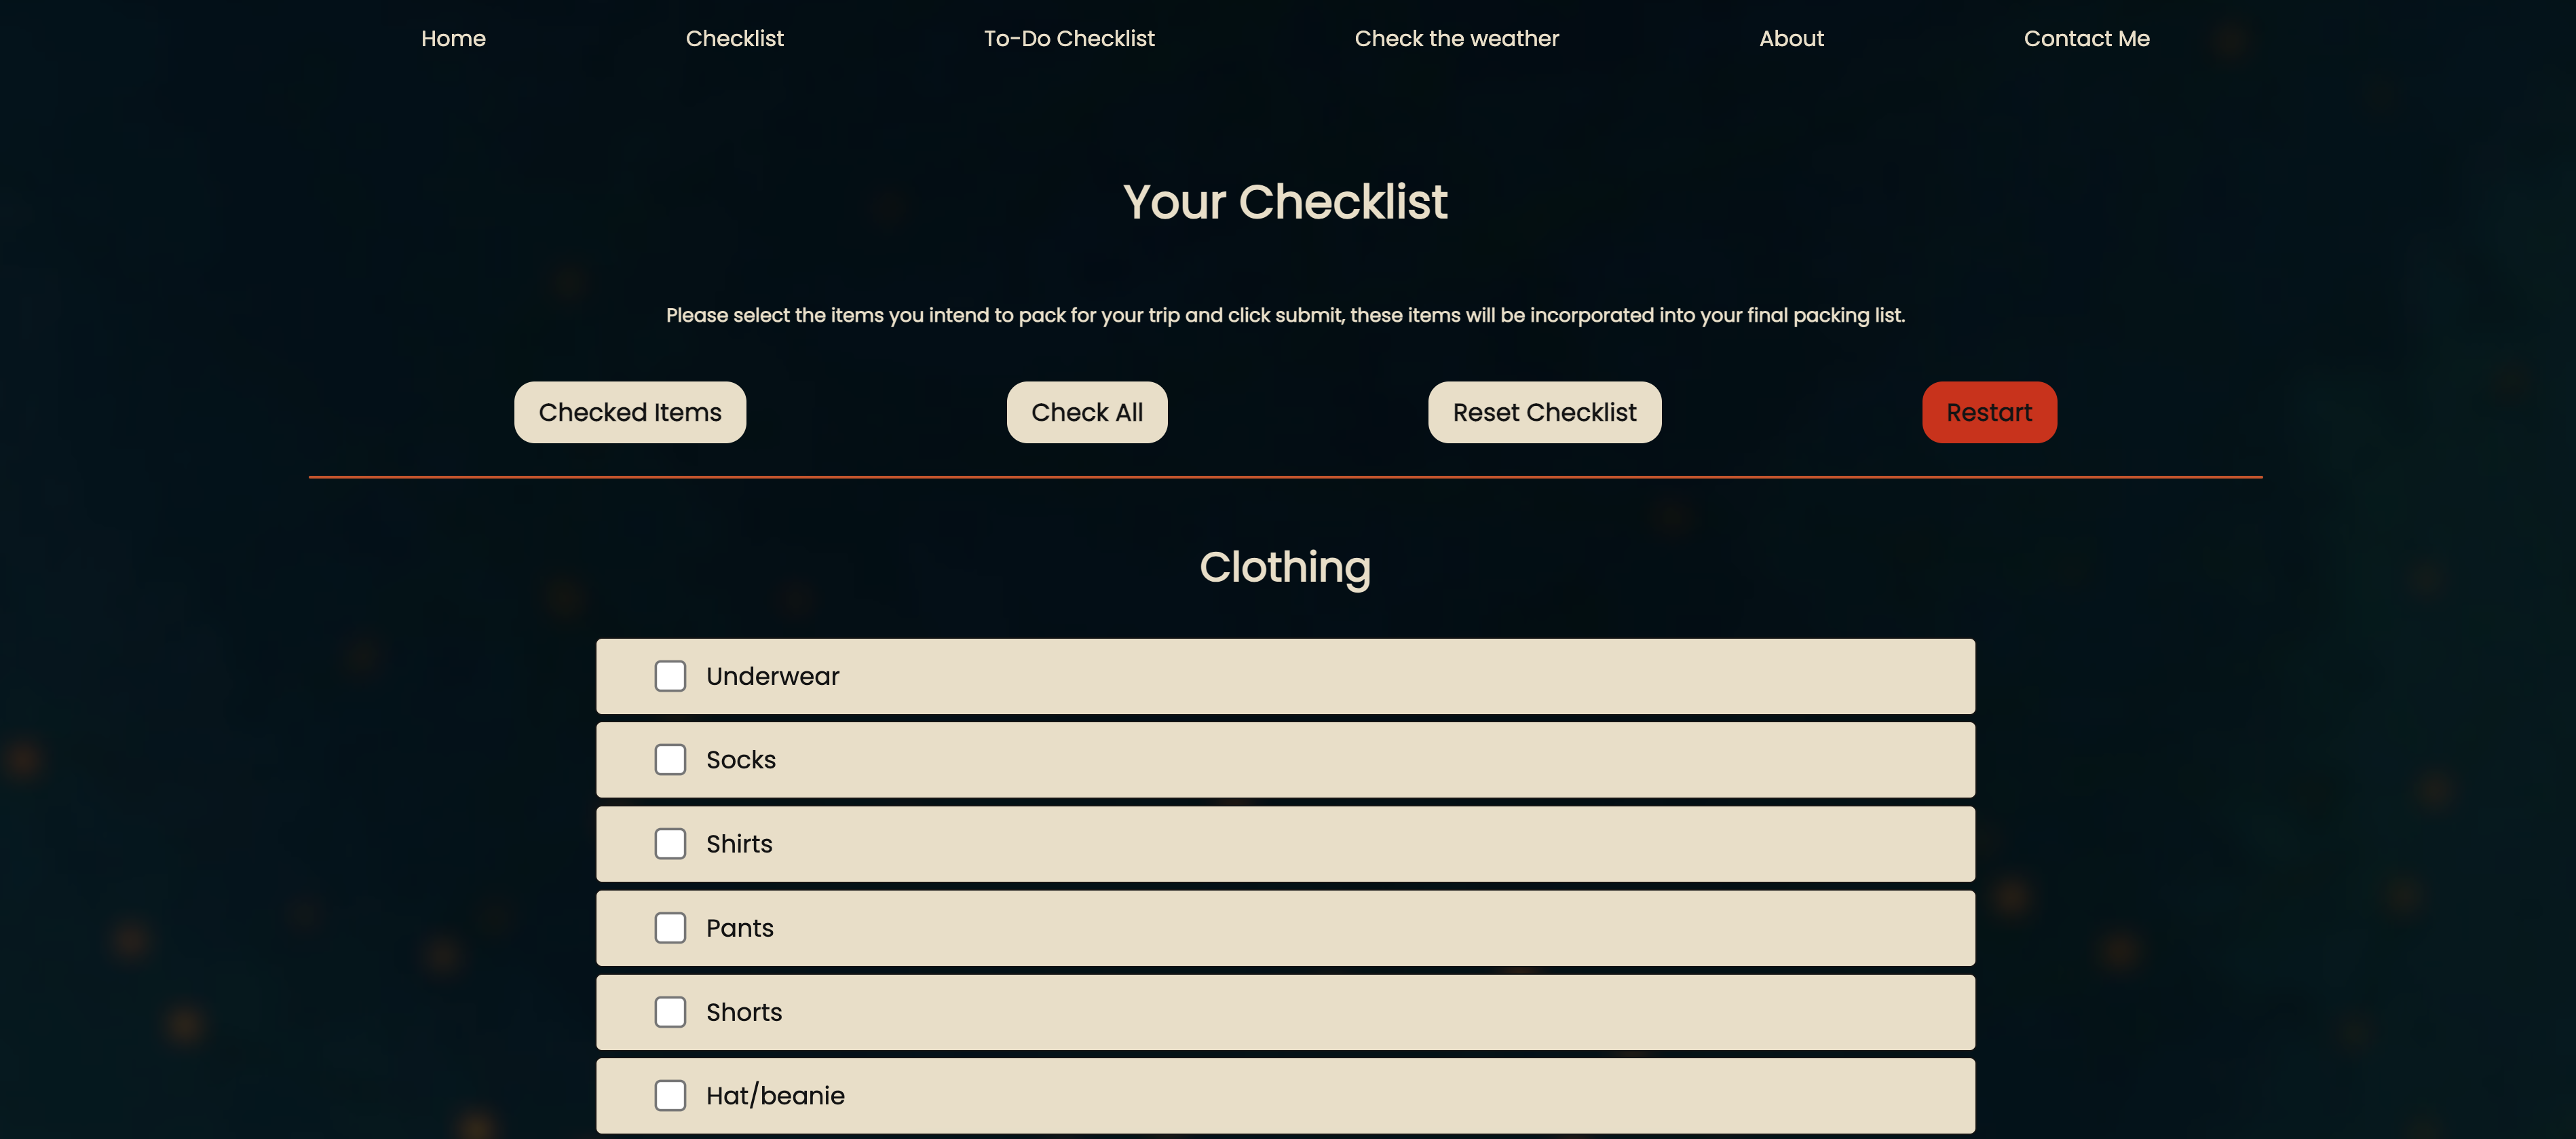 Home Checklist To-Do Checklist Check the weather About Contact Me
Your Checklist
Please select the items you intend to pack for your trip and click submit, these items will be incorporated into your final packing list.
Checked Items Check All Reset Checklist Restart
Clothing
Underwear
Socks
Shirts
Pants
Shorts
Hat/beanie